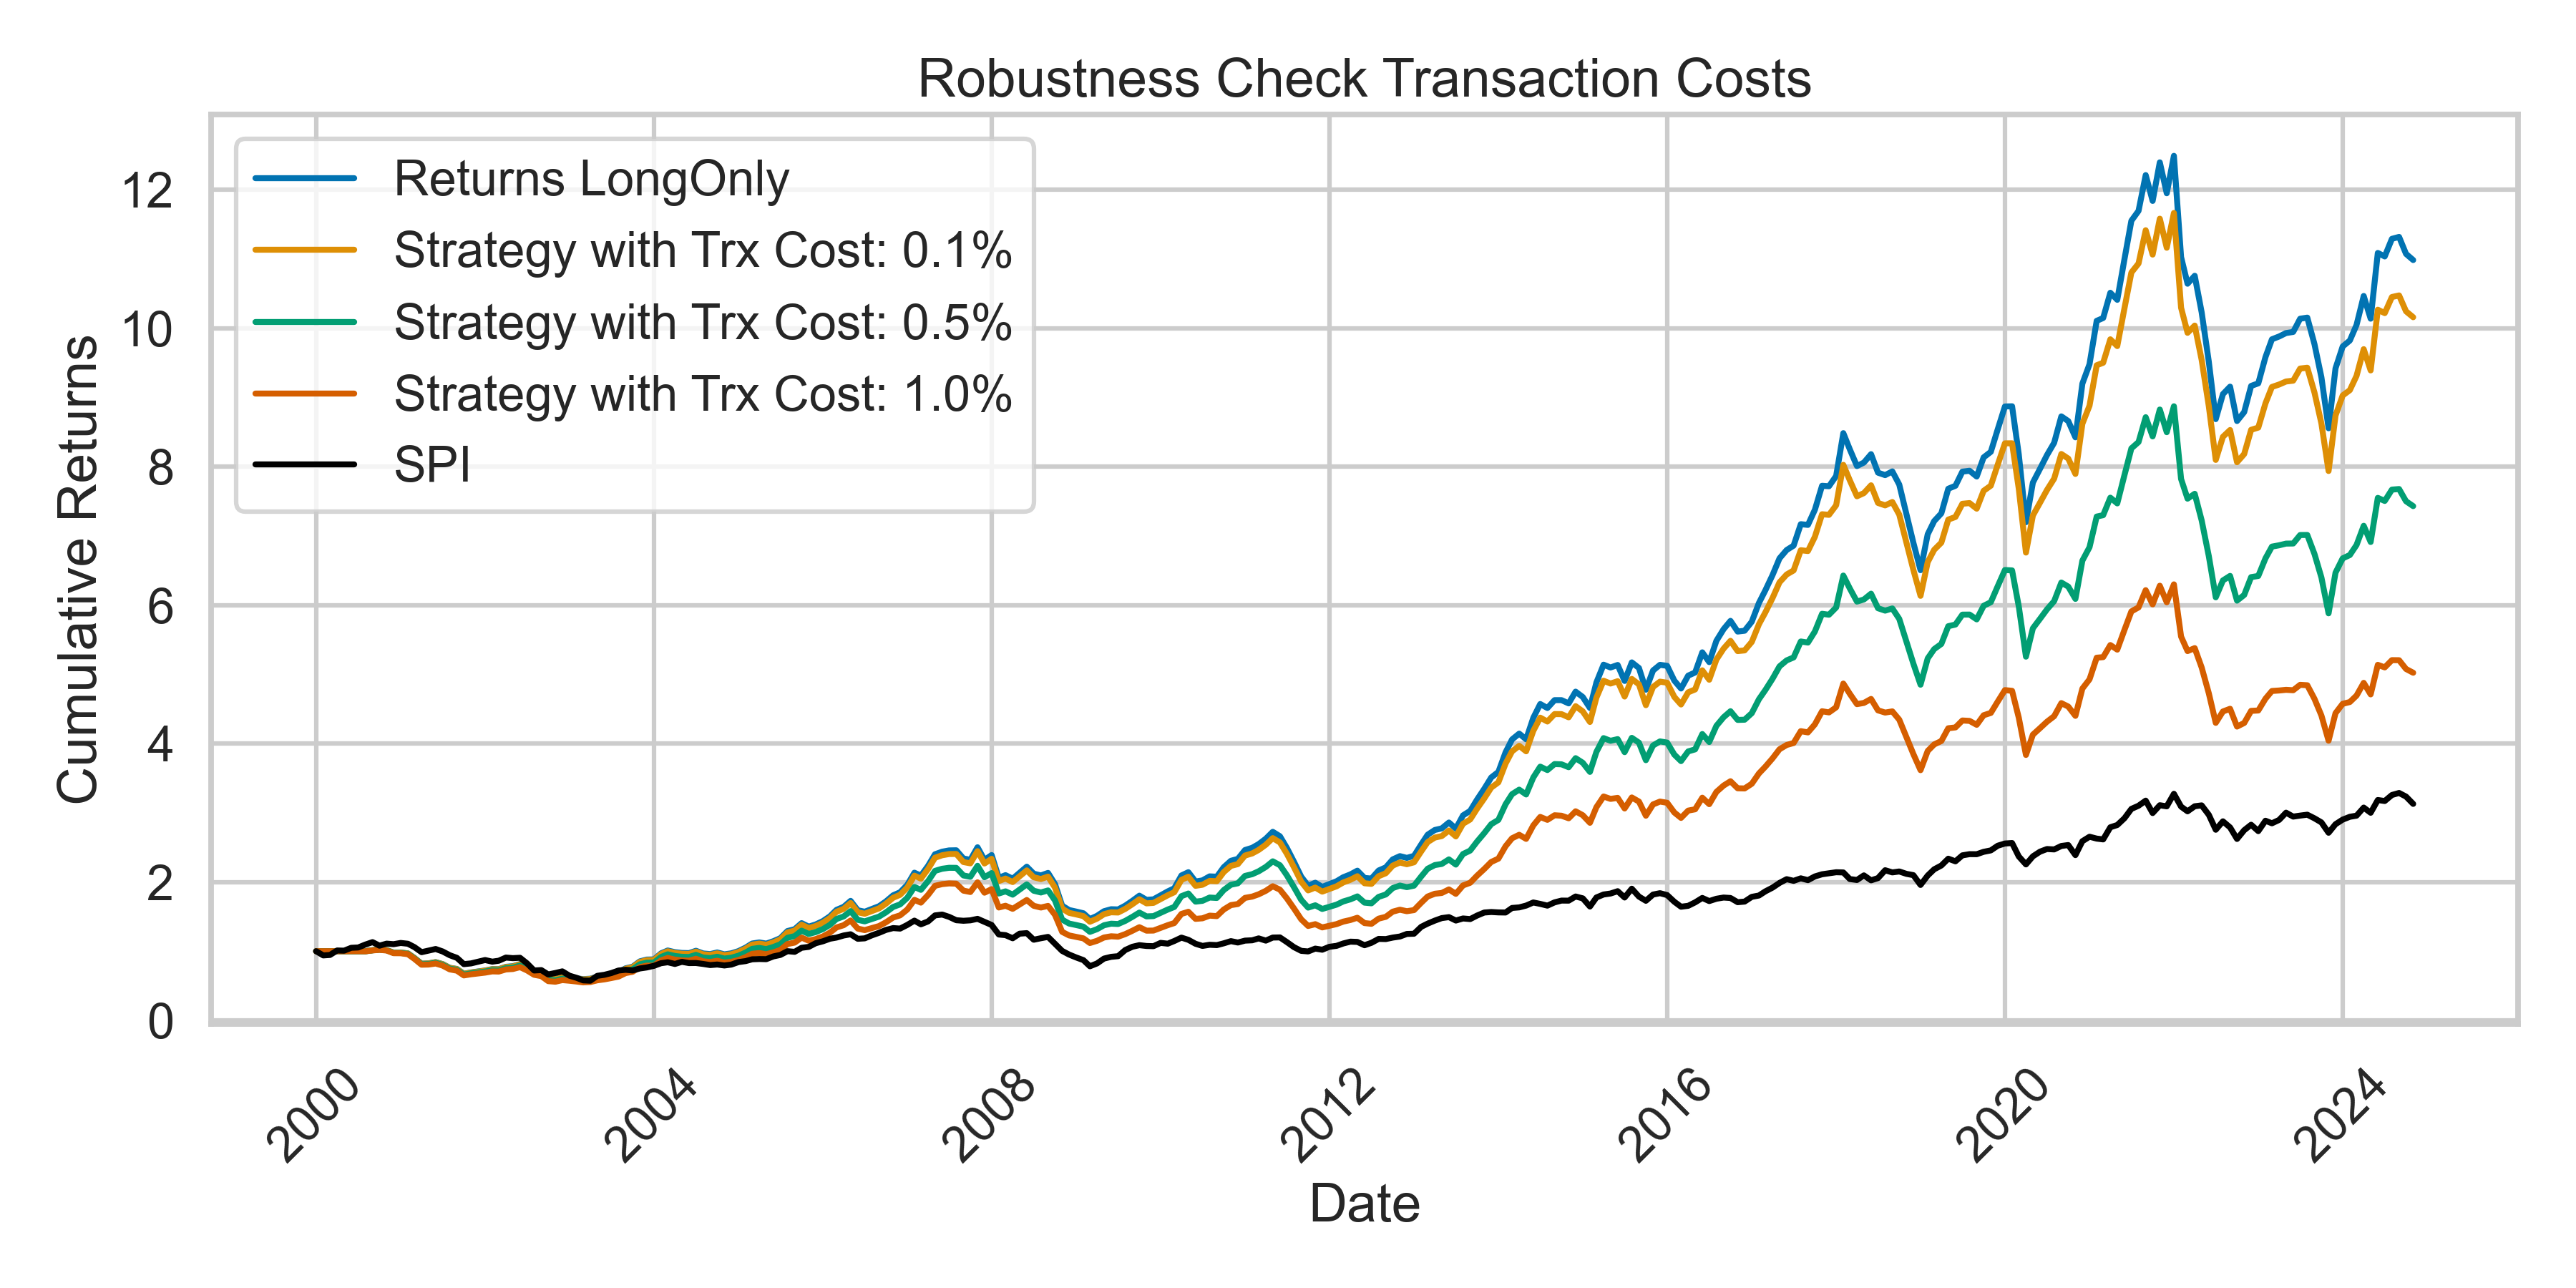 Robustness Check Transaction Costs
Returns LongOnly
Strategy with Trx Cost: 0.1%
Strategy with Trx Cost: 0.5%
Strategy with Trx Cost: 1.0%
SPI
Cumulative Returns
12
10
8
6
4
2
0
2000
2004
2008
2012
2016
2020
2024
Date